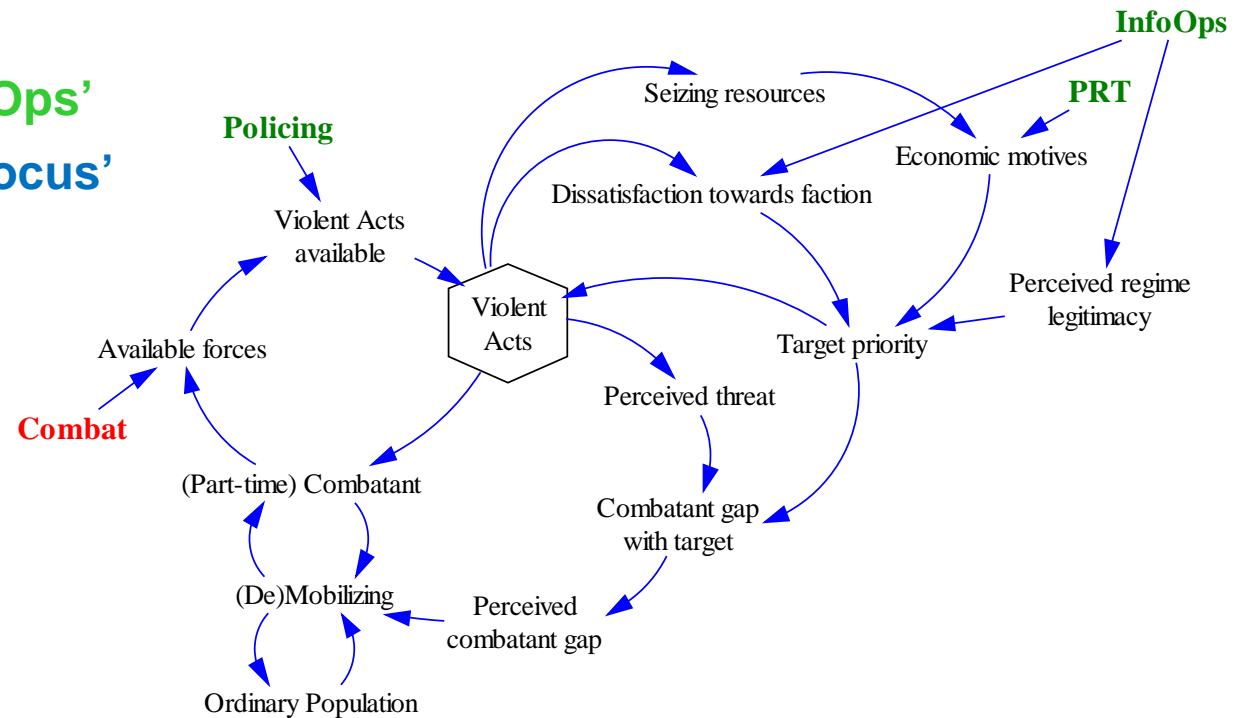 InfoOps
Ops’
PRT
Seizing resources
Policing
Economic motives
ocus’
Dissatisfaction towards faction
Violent Acts
available
Perceived regime
legitimacy
Violent
Acts
Target priority
Available forces
Perceived threat
Combat
(Part-time) Combatant
Combatant gap
with target
(De)Mobilizing
Perceived
combatant gap
Ordinary Population